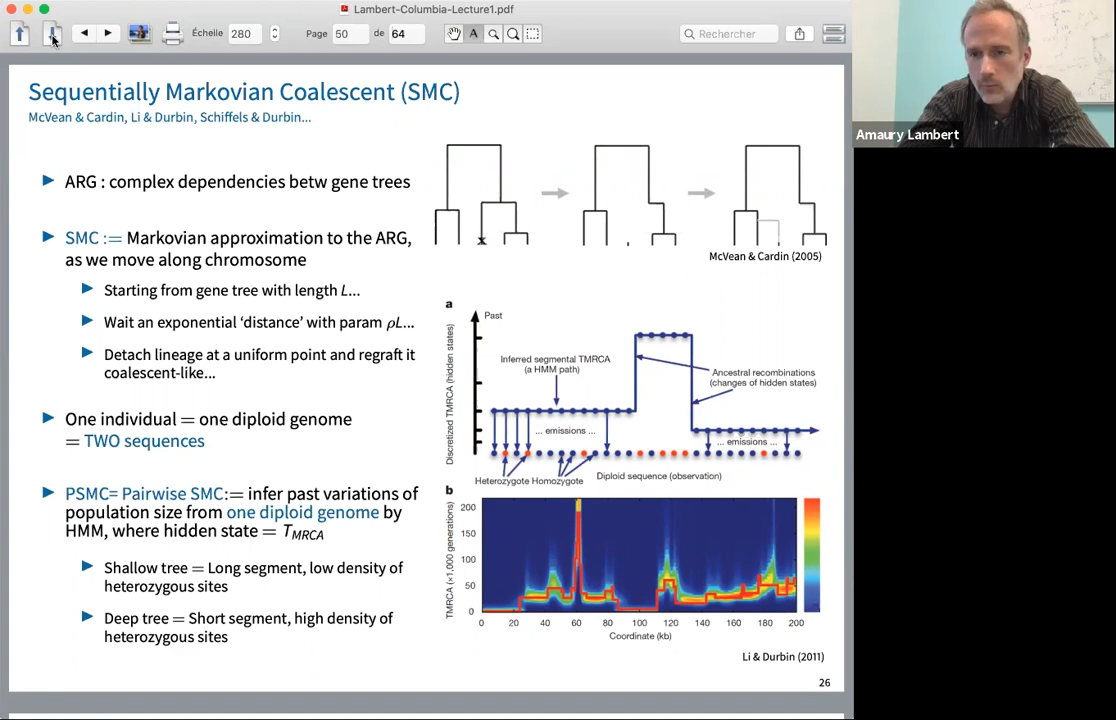 Lambert-Columbia-Lecture1.pdf
Échelle 280 Page 50 de 64 Rechercher
Sequentially Markovian Coalescent (SMC)
McVean & Cardin, Li & Durbin, Schiffels & Durbin...
ARG : complex dependencies betw gene trees
SMC := Markovian approximation to the ARG,
as we move along chromosome
Starting from gene tree with length L...
Wait an exponential ‘distance’ with param ρL...
Detach lineage at a uniform point and regraft it
coalescent-like...
One individual = one diploid genome
= TWO sequences
PSMC= Pairwise SMC:= infer past variations of
population size from one diploid genome by
HMM, where hidden state = TMRCA
Shallow tree = Long segment, low density of
heterozygous sites
Deep tree = Short segment, high density of
heterozygous sites
McVean & Cardin (2005)
a
Past
Discretized TMRCA (hidden states)
Inferred segmental TMRCA
(a HMM path)
Ancestral recombinations
(changes of hidden states)
... emissions ...
... emissions ...
Heterozygote Homozygote
Diploid sequence (observation)
b
TMRCA (×1,000 generations)
200
150
100
50
0
0 20 40 60 80 100 120 140 160 180 200
Coordinate (kb)
Li & Durbin (2011)
26
A
Amaury Lambert